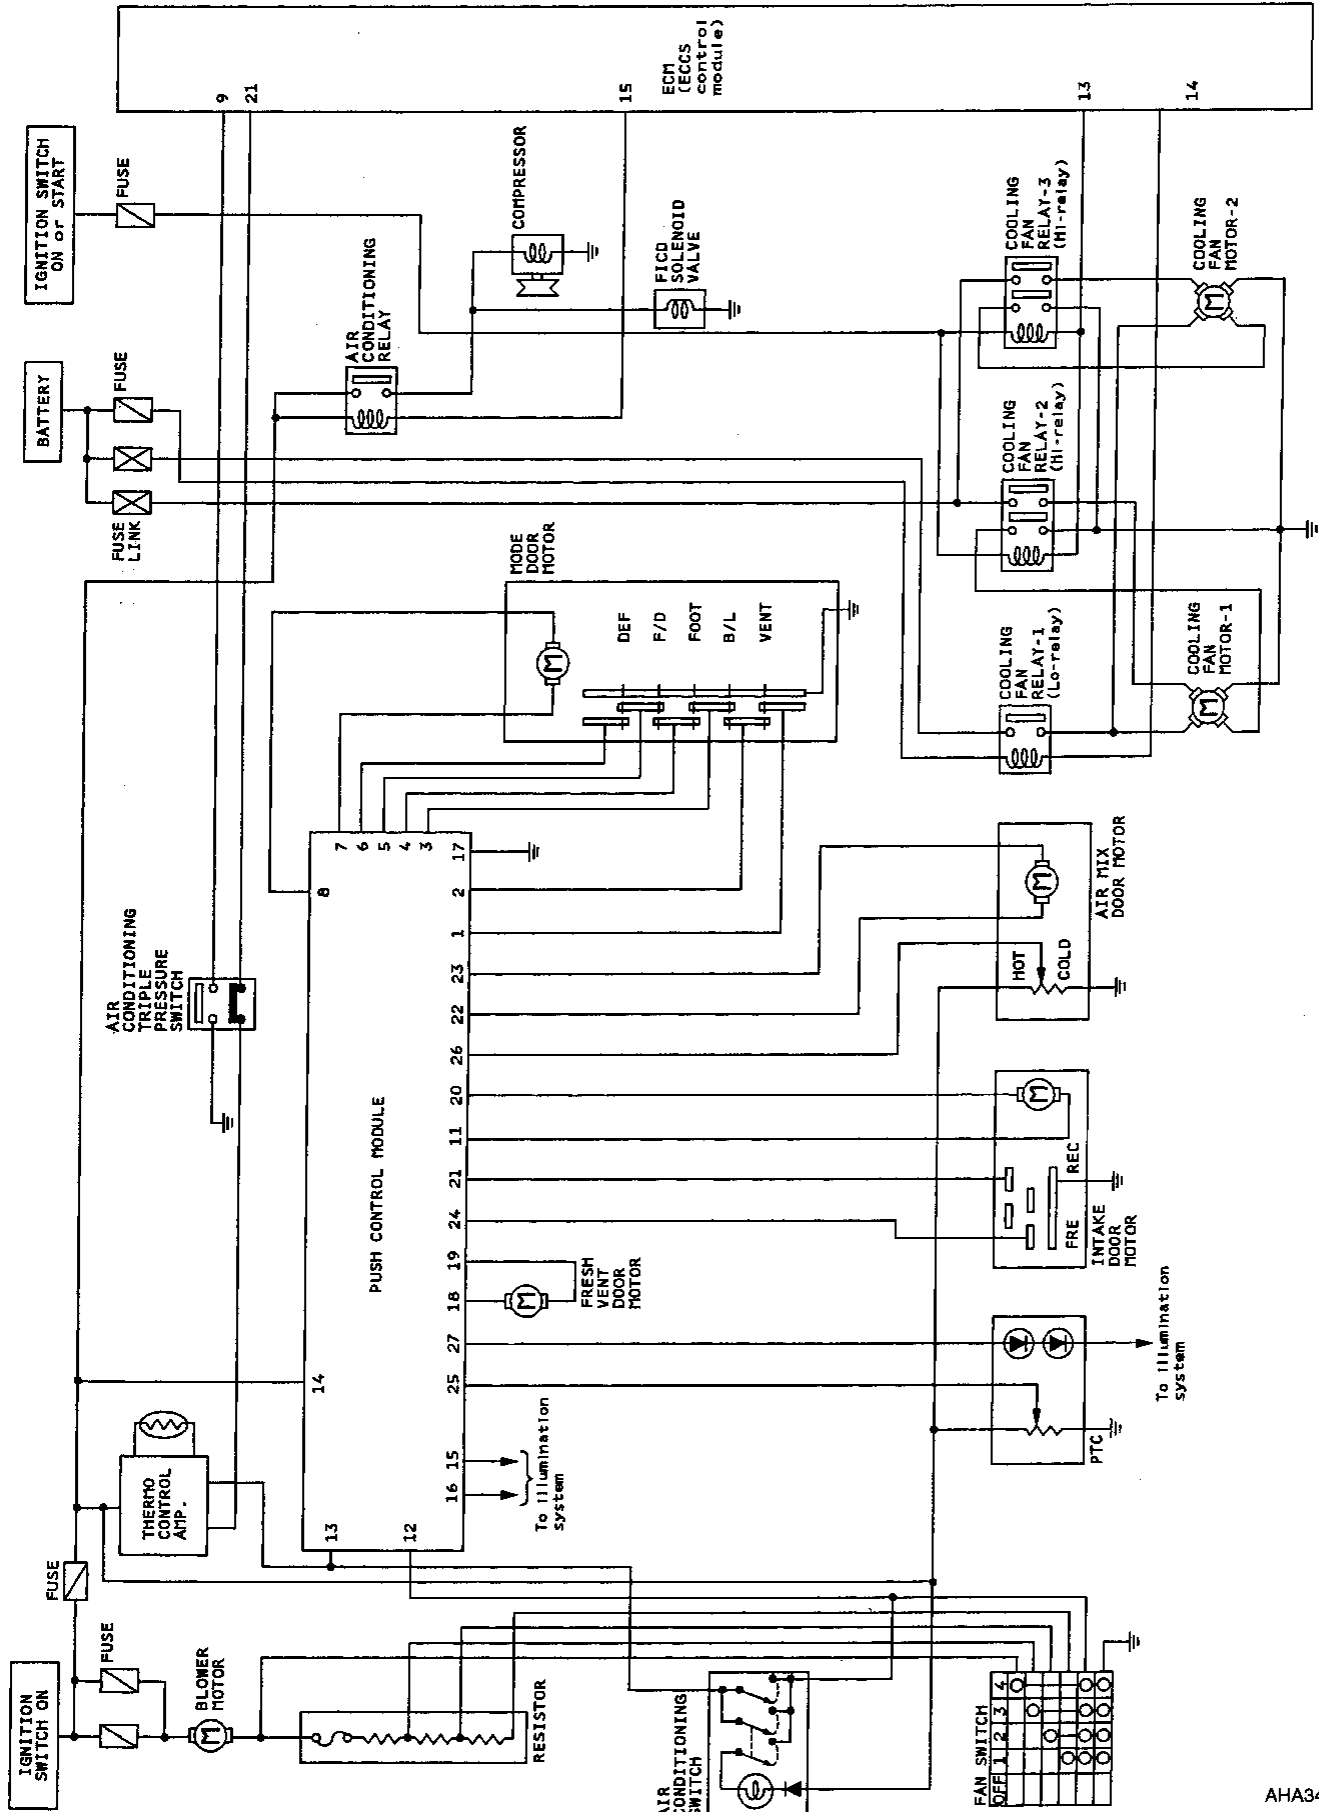 IGNITION
SWITCH ON
FUSE
FUSE
BLOWER
MOTOR
RESISTOR
AIR
CONDITIONING
SWITCH
FAN SWITCH
OFF 1 2 3 4
THERMO
CONTROL
AMP.
AIR
CONDITIONING
TRIPLE
PRESSURE
SWITCH
PUSH CONTROL MODULE
13
12
14
16
15
25
27
18
19
24
21
11
20
26
22
23
1
2
17
8
7
6
5
4
3
To illumination
system
FRESH
VENT
DOOR
MOTOR
PTC
To illumination
system
FRE
REC
INTAKE
DOOR
MOTOR
HOT
COLD
AIR MIX
DOOR MOTOR
MODE
DOOR
MOTOR
DEF
F/D
FOOT
B/L
VENT
BATTERY
FUSE
FUSE
LINK
IGNITION SWITCH
ON or START
FUSE
AIR
CONDITIONING
RELAY
COMPRESSOR
FICD
SOLENOID
VALVE
COOLING
FAN
RELAY-1
(Lo-relay)
COOLING
FAN
MOTOR-1
COOLING
FAN
RELAY-2
(Hi-relay)
COOLING
FAN
RELAY-3
(Hi-relay)
COOLING
FAN
MOTOR-2
9
21
15
ECM
(ECCS
control
module)
13
14
M
M
M
M
M
M
M
AHA34